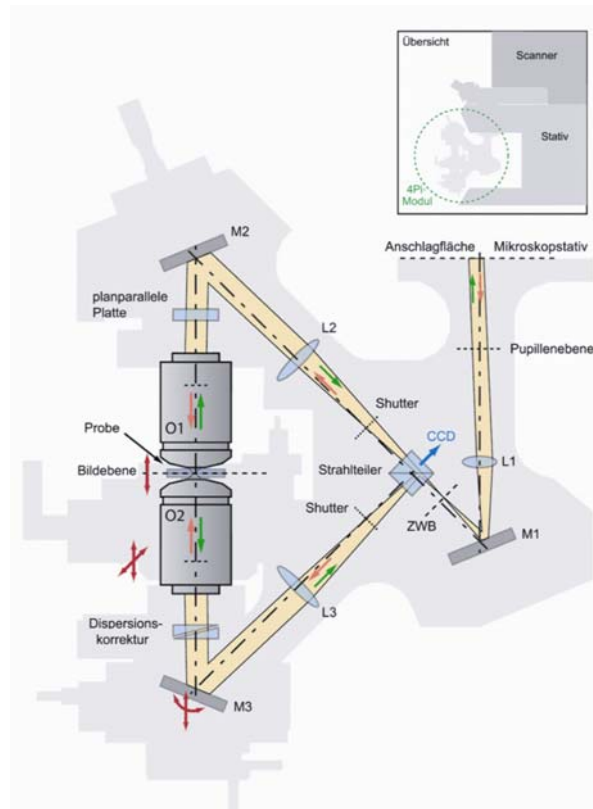 Übersicht
Scanner
Stativ
4Pi-
Modul
M2
Anschlagfläche
Mikroskopstativ
planparallele
Platte
L2
Pupillenebene
Shutter
O1
Probe
CCD
Bildebene
Strahlteiler
L1
O2
Shutter
ZWB
M1
L3
Dispersions-
korrektur
M3